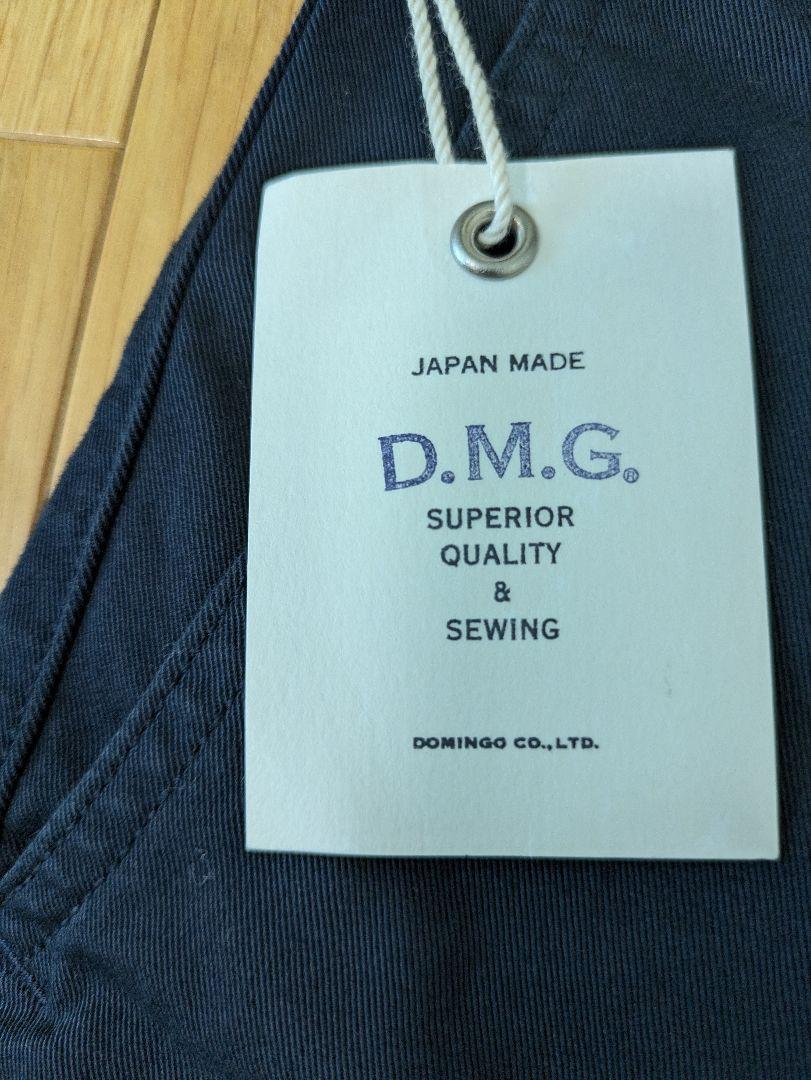 JAPAN MADE
D.M.G.®
SUPERIOR
QUALITY
&
SEWING
DOMINGO CO.,LTD.